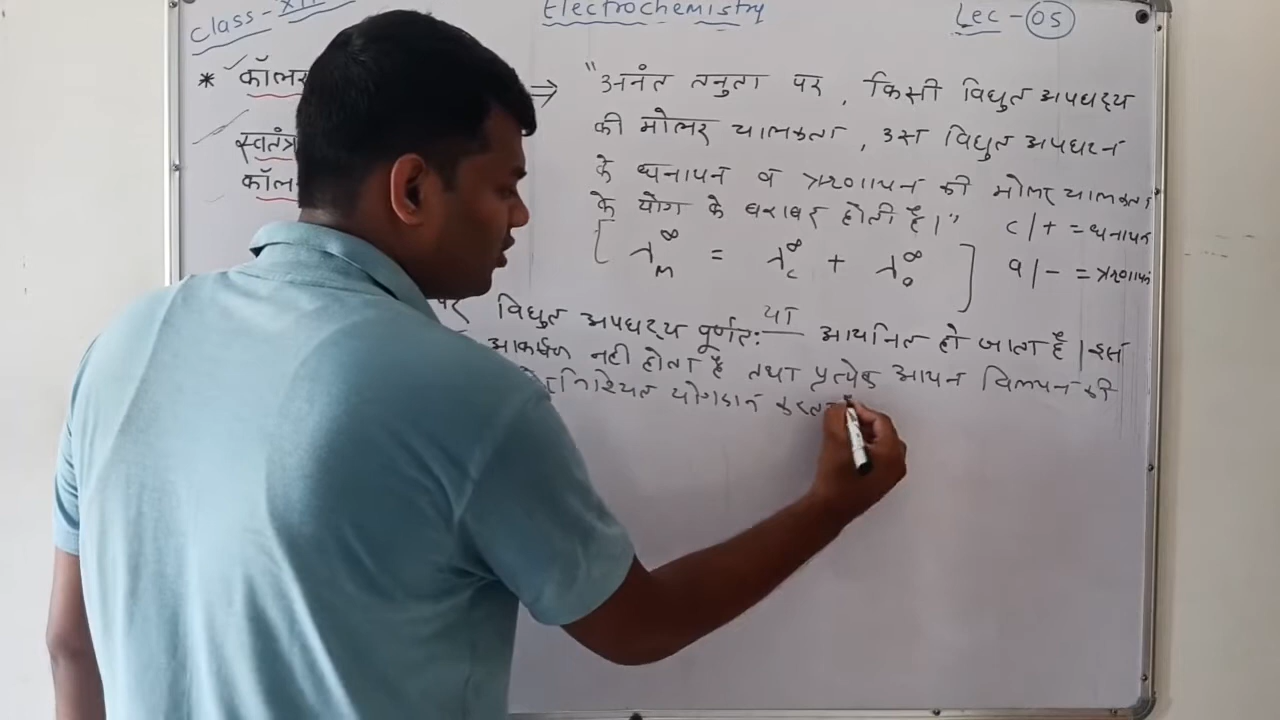 Class - XII
Electrochemistry
Lec - 05
* कॉलरा
स्वतंत्र
कॉल
⇒ "अनंत तनुता पर, किसी विद्युत अपघट्य
की मोलर चालकता, उस विद्युत अपघटन
के धनायन व ऋणायन की मोलर चालकता
के योग के बराबर होती है।"
c/+ = धनायन
[ λ∞M = λ∞c + λ∞a ]
a/- = ऋणायन
या
पर विद्युत अपघट्य पूर्णत: आयनित हो जाता है। इस
आकर्षण नही होता है तथा प्रत्येक आयन विलयन की
निश्चित योगदान करता